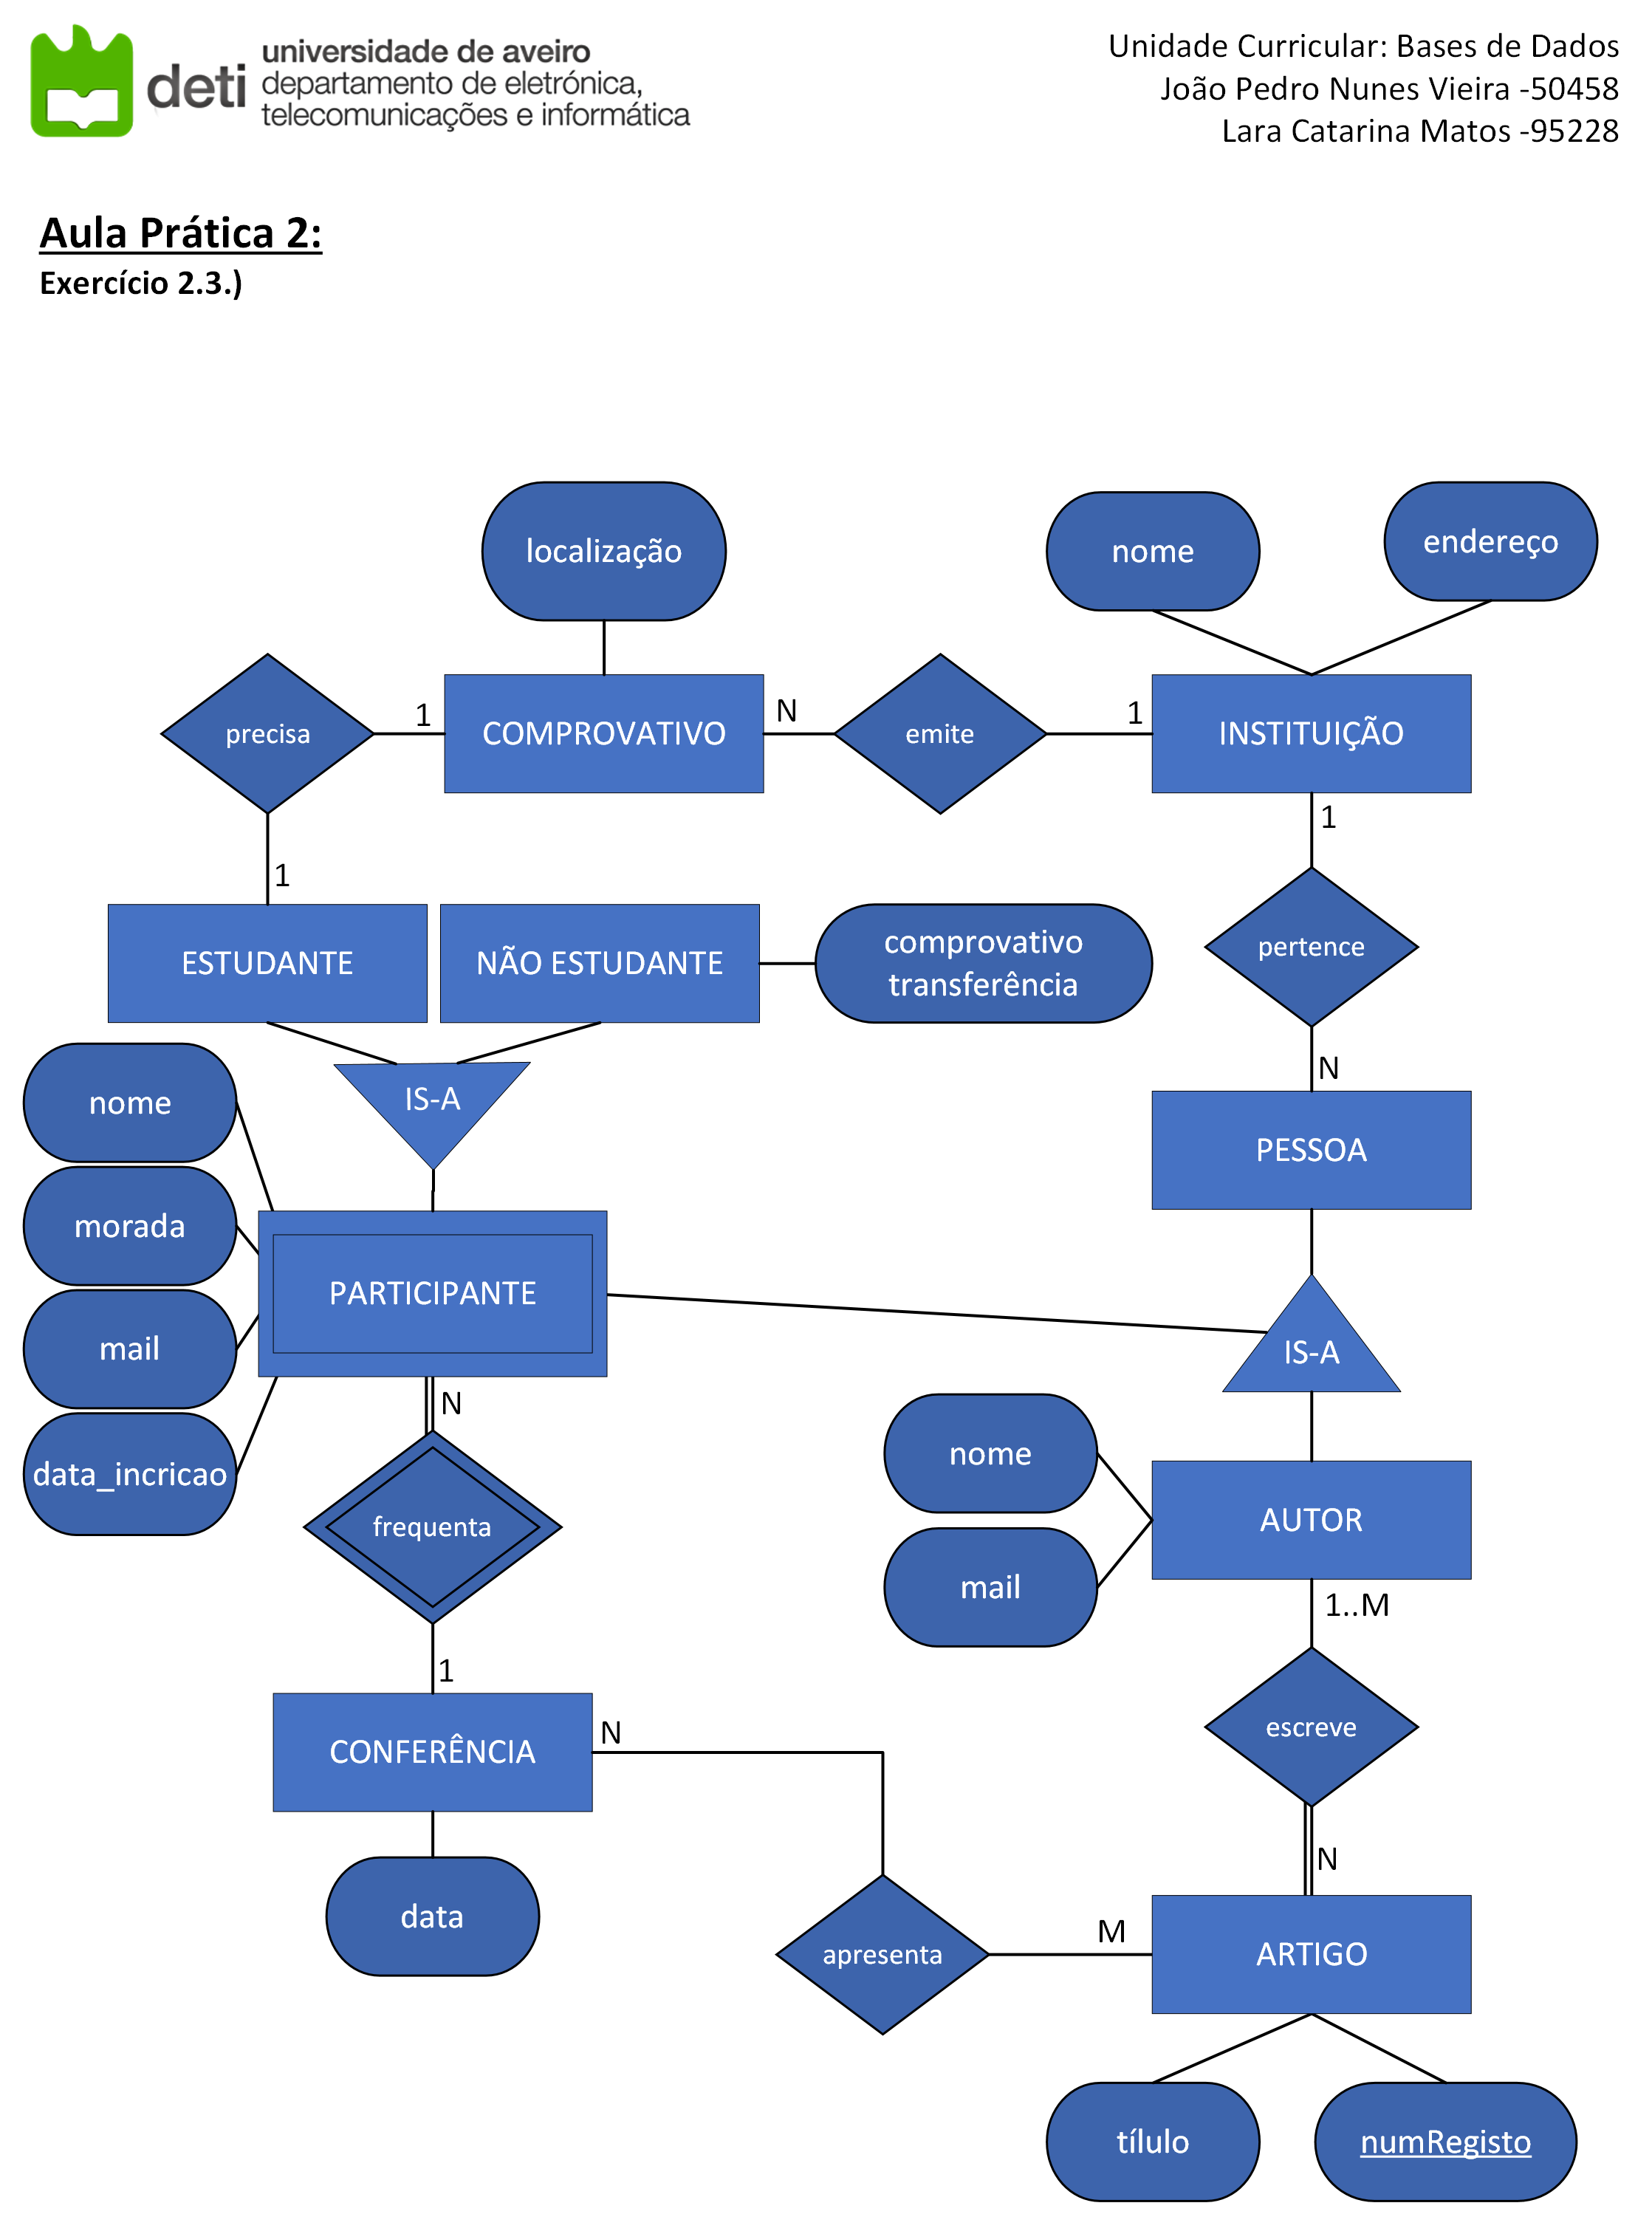 deti
universidade de aveiro
departamento de eletrónica,
telecomunicações e informática
Unidade Curricular: Bases de Dados
João Pedro Nunes Vieira -50458
Lara Catarina Matos -95228
Aula Prática 2:
Exercício 2.3.)
localização
nome
endereço
precisa
1
COMPROVATIVO
N
emite
1
INSTITUIÇÃO
1
1
ESTUDANTE
NÃO ESTUDANTE
comprovativo
transferência
pertence
N
nome
IS-A
PESSOA
morada
PARTICIPANTE
mail
IS-A
N
data_incricao
frequenta
nome
AUTOR
mail
1..M
1
CONFERÊNCIA
N
escreve
N
data
apresenta
M
ARTIGO
tílulo
numRegisto